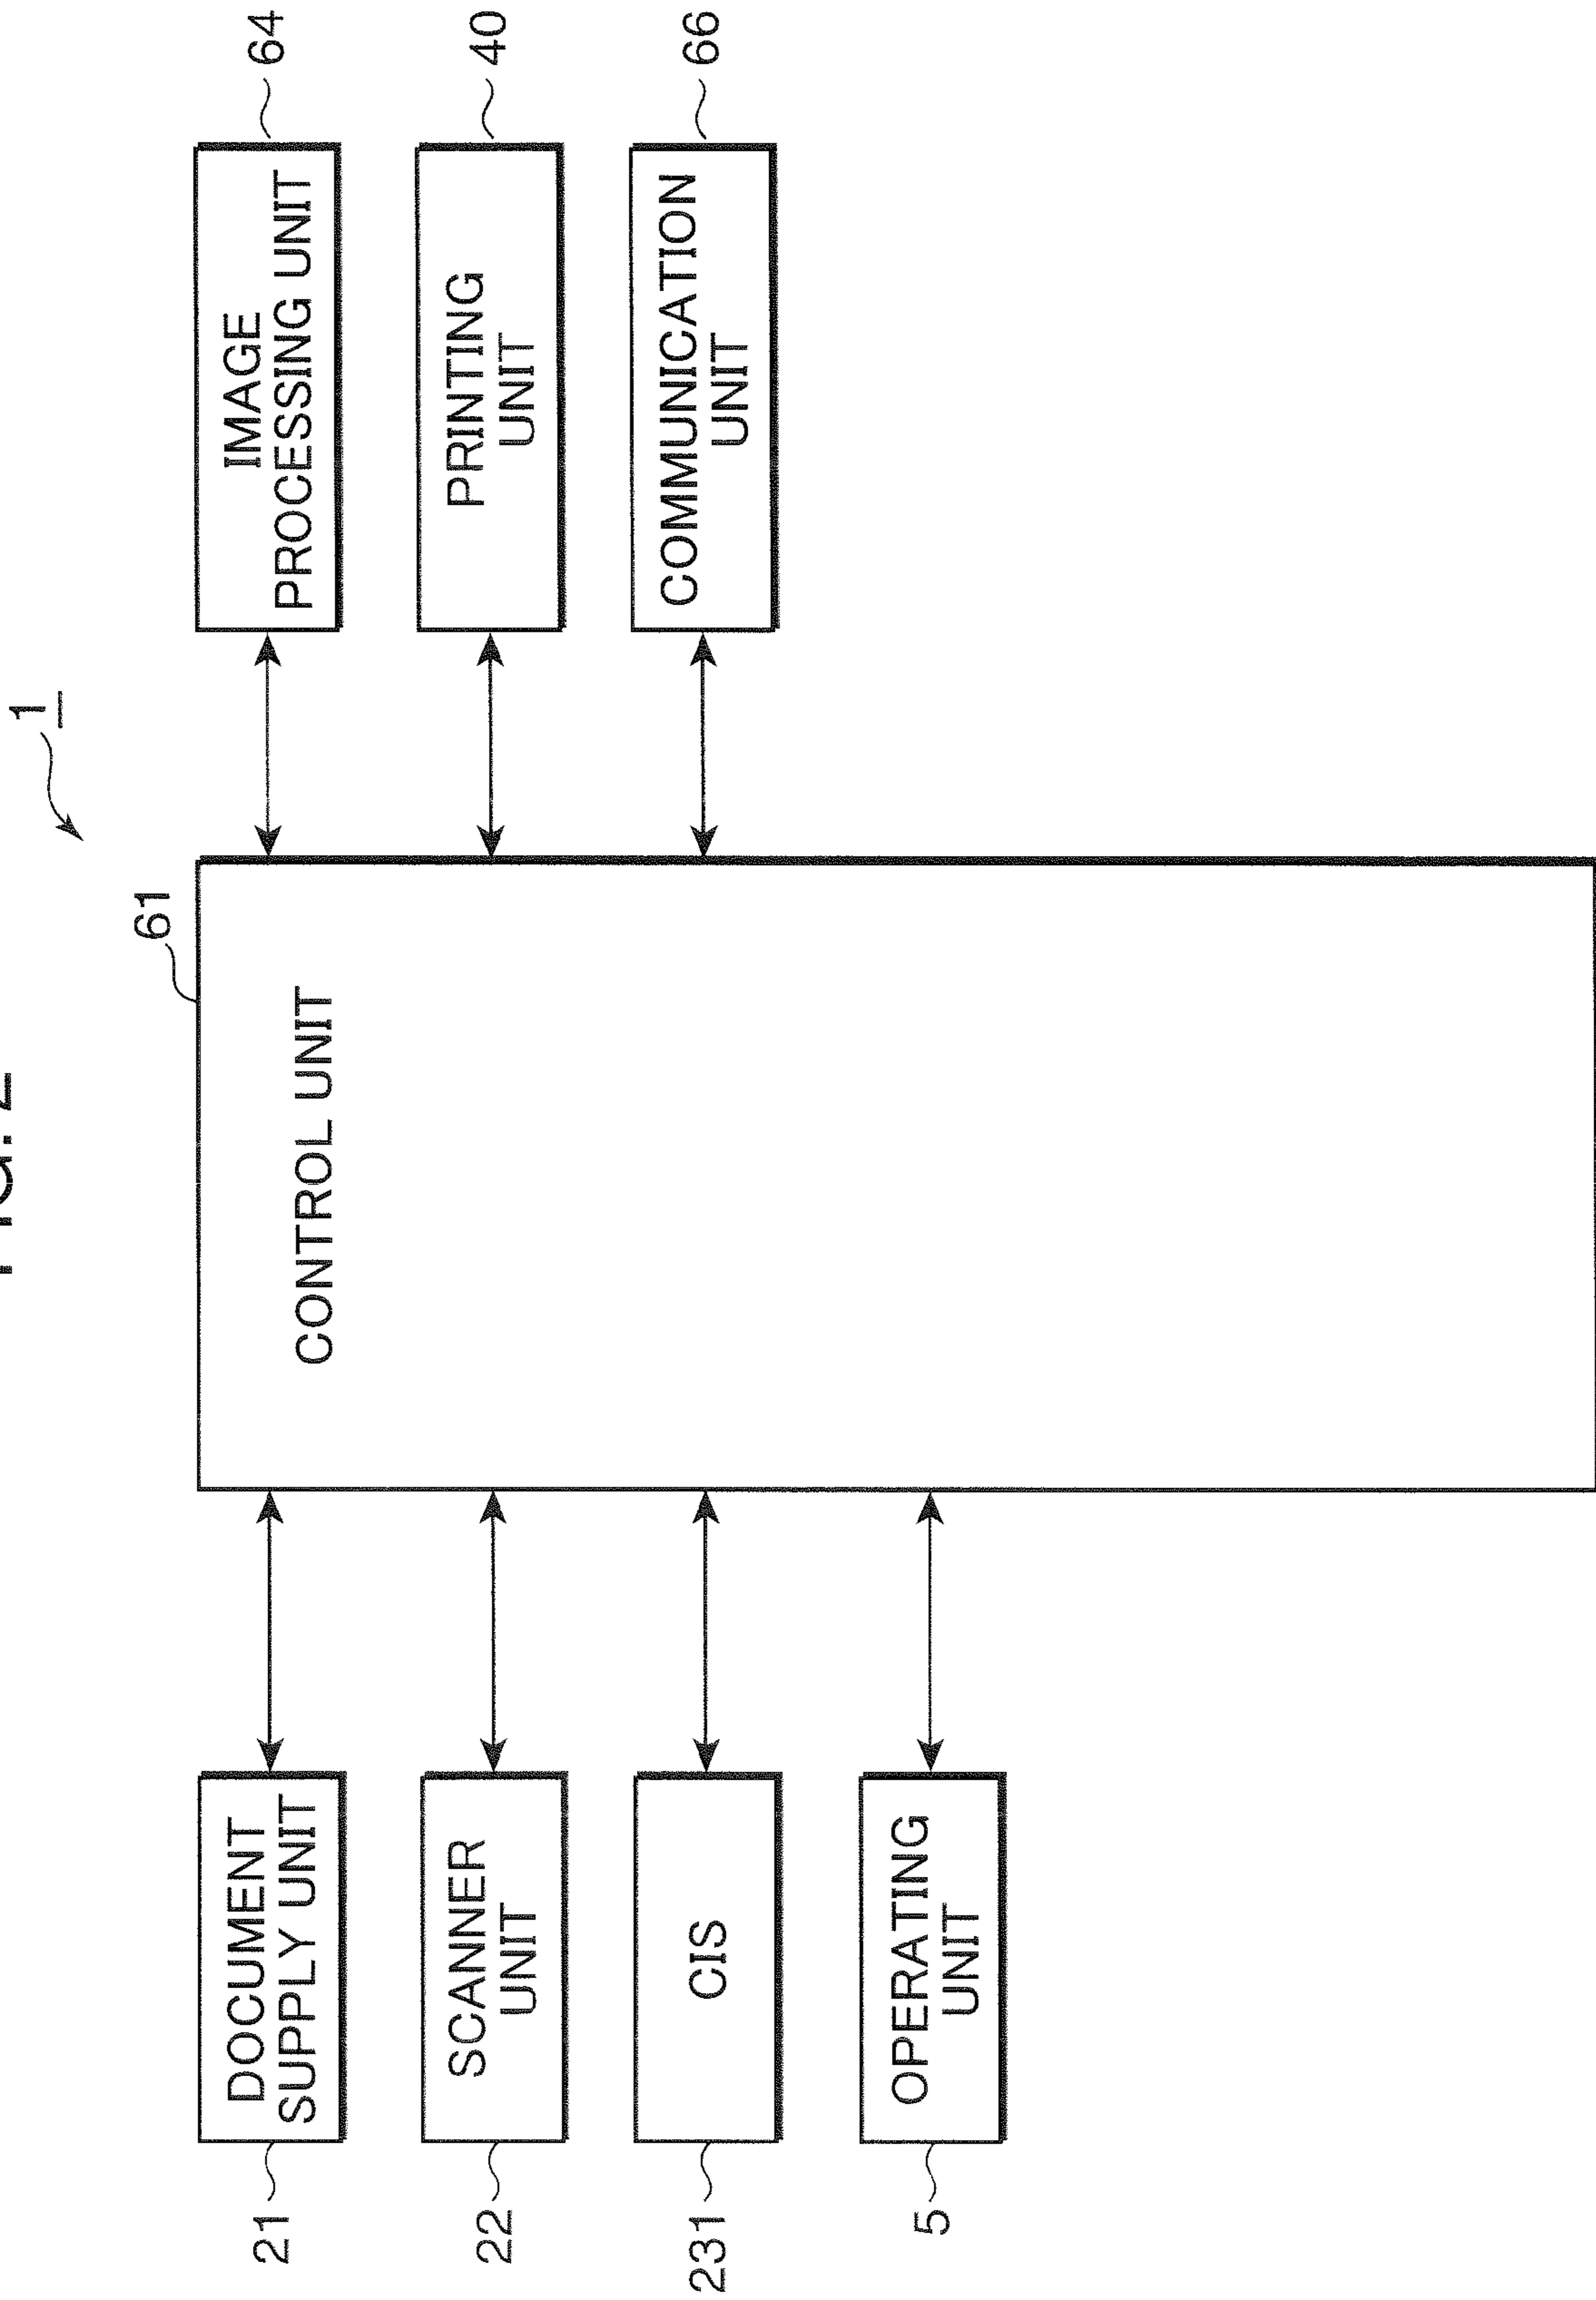 FIG. 2
1
61
CONTROL UNIT
21
DOCUMENT
SUPPLY UNIT
22
SCANNER
UNIT
231
CIS
5
OPERATING
UNIT
IMAGE
PROCESSING UNIT
64
PRINTING
UNIT
40
COMMUNICATION
UNIT
66